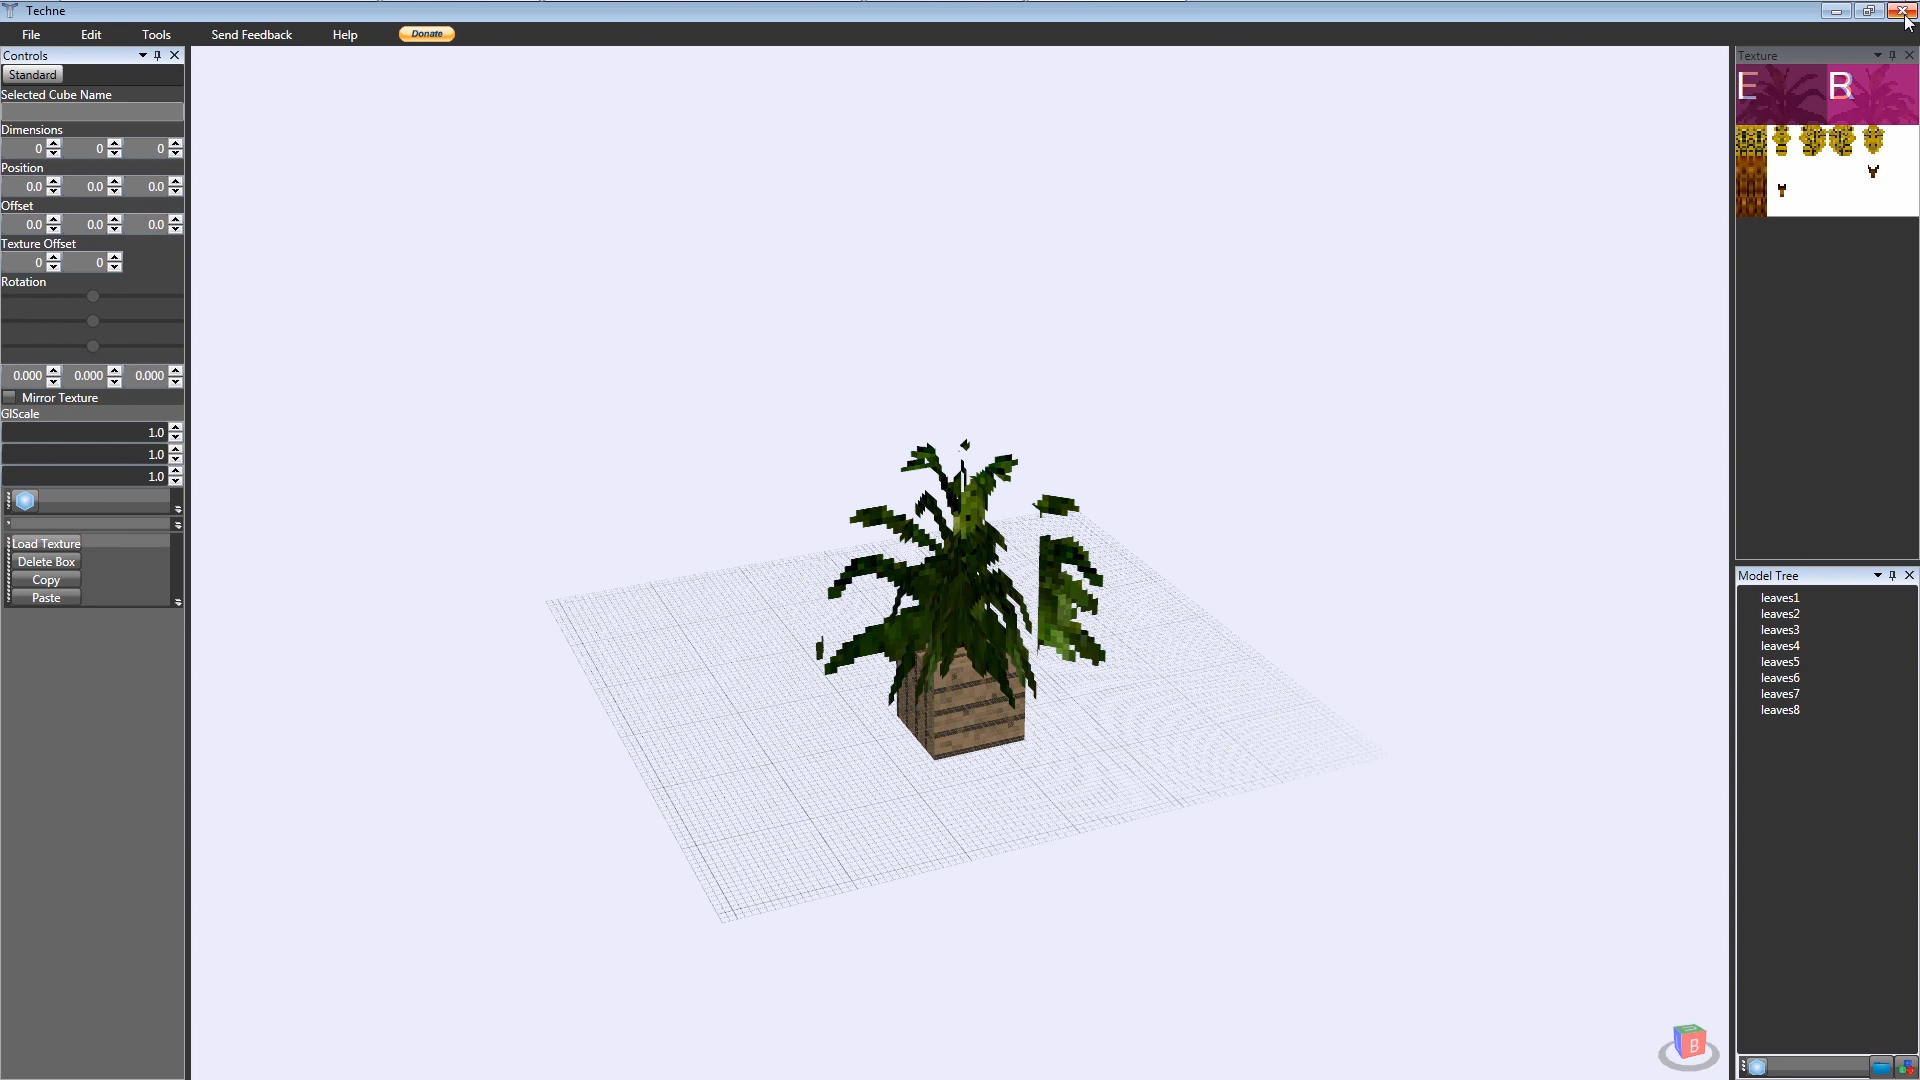 Techne
File Edit Tools Send Feedback Help Donate
Controls
Standard
Selected Cube Name
Dimensions
0 0 0
Position
0.0 0.0 0.0
Offset
0.0 0.0 0.0
Texture Offset
0 0
Rotation
0.000 0.000 0.000
Mirror Texture
GlScale
1.0
1.0
1.0
Load Texture
Delete Box
Copy
Paste
Texture
E B
Model Tree
leaves1
leaves2
leaves3
leaves4
leaves5
leaves6
leaves7
leaves8
B